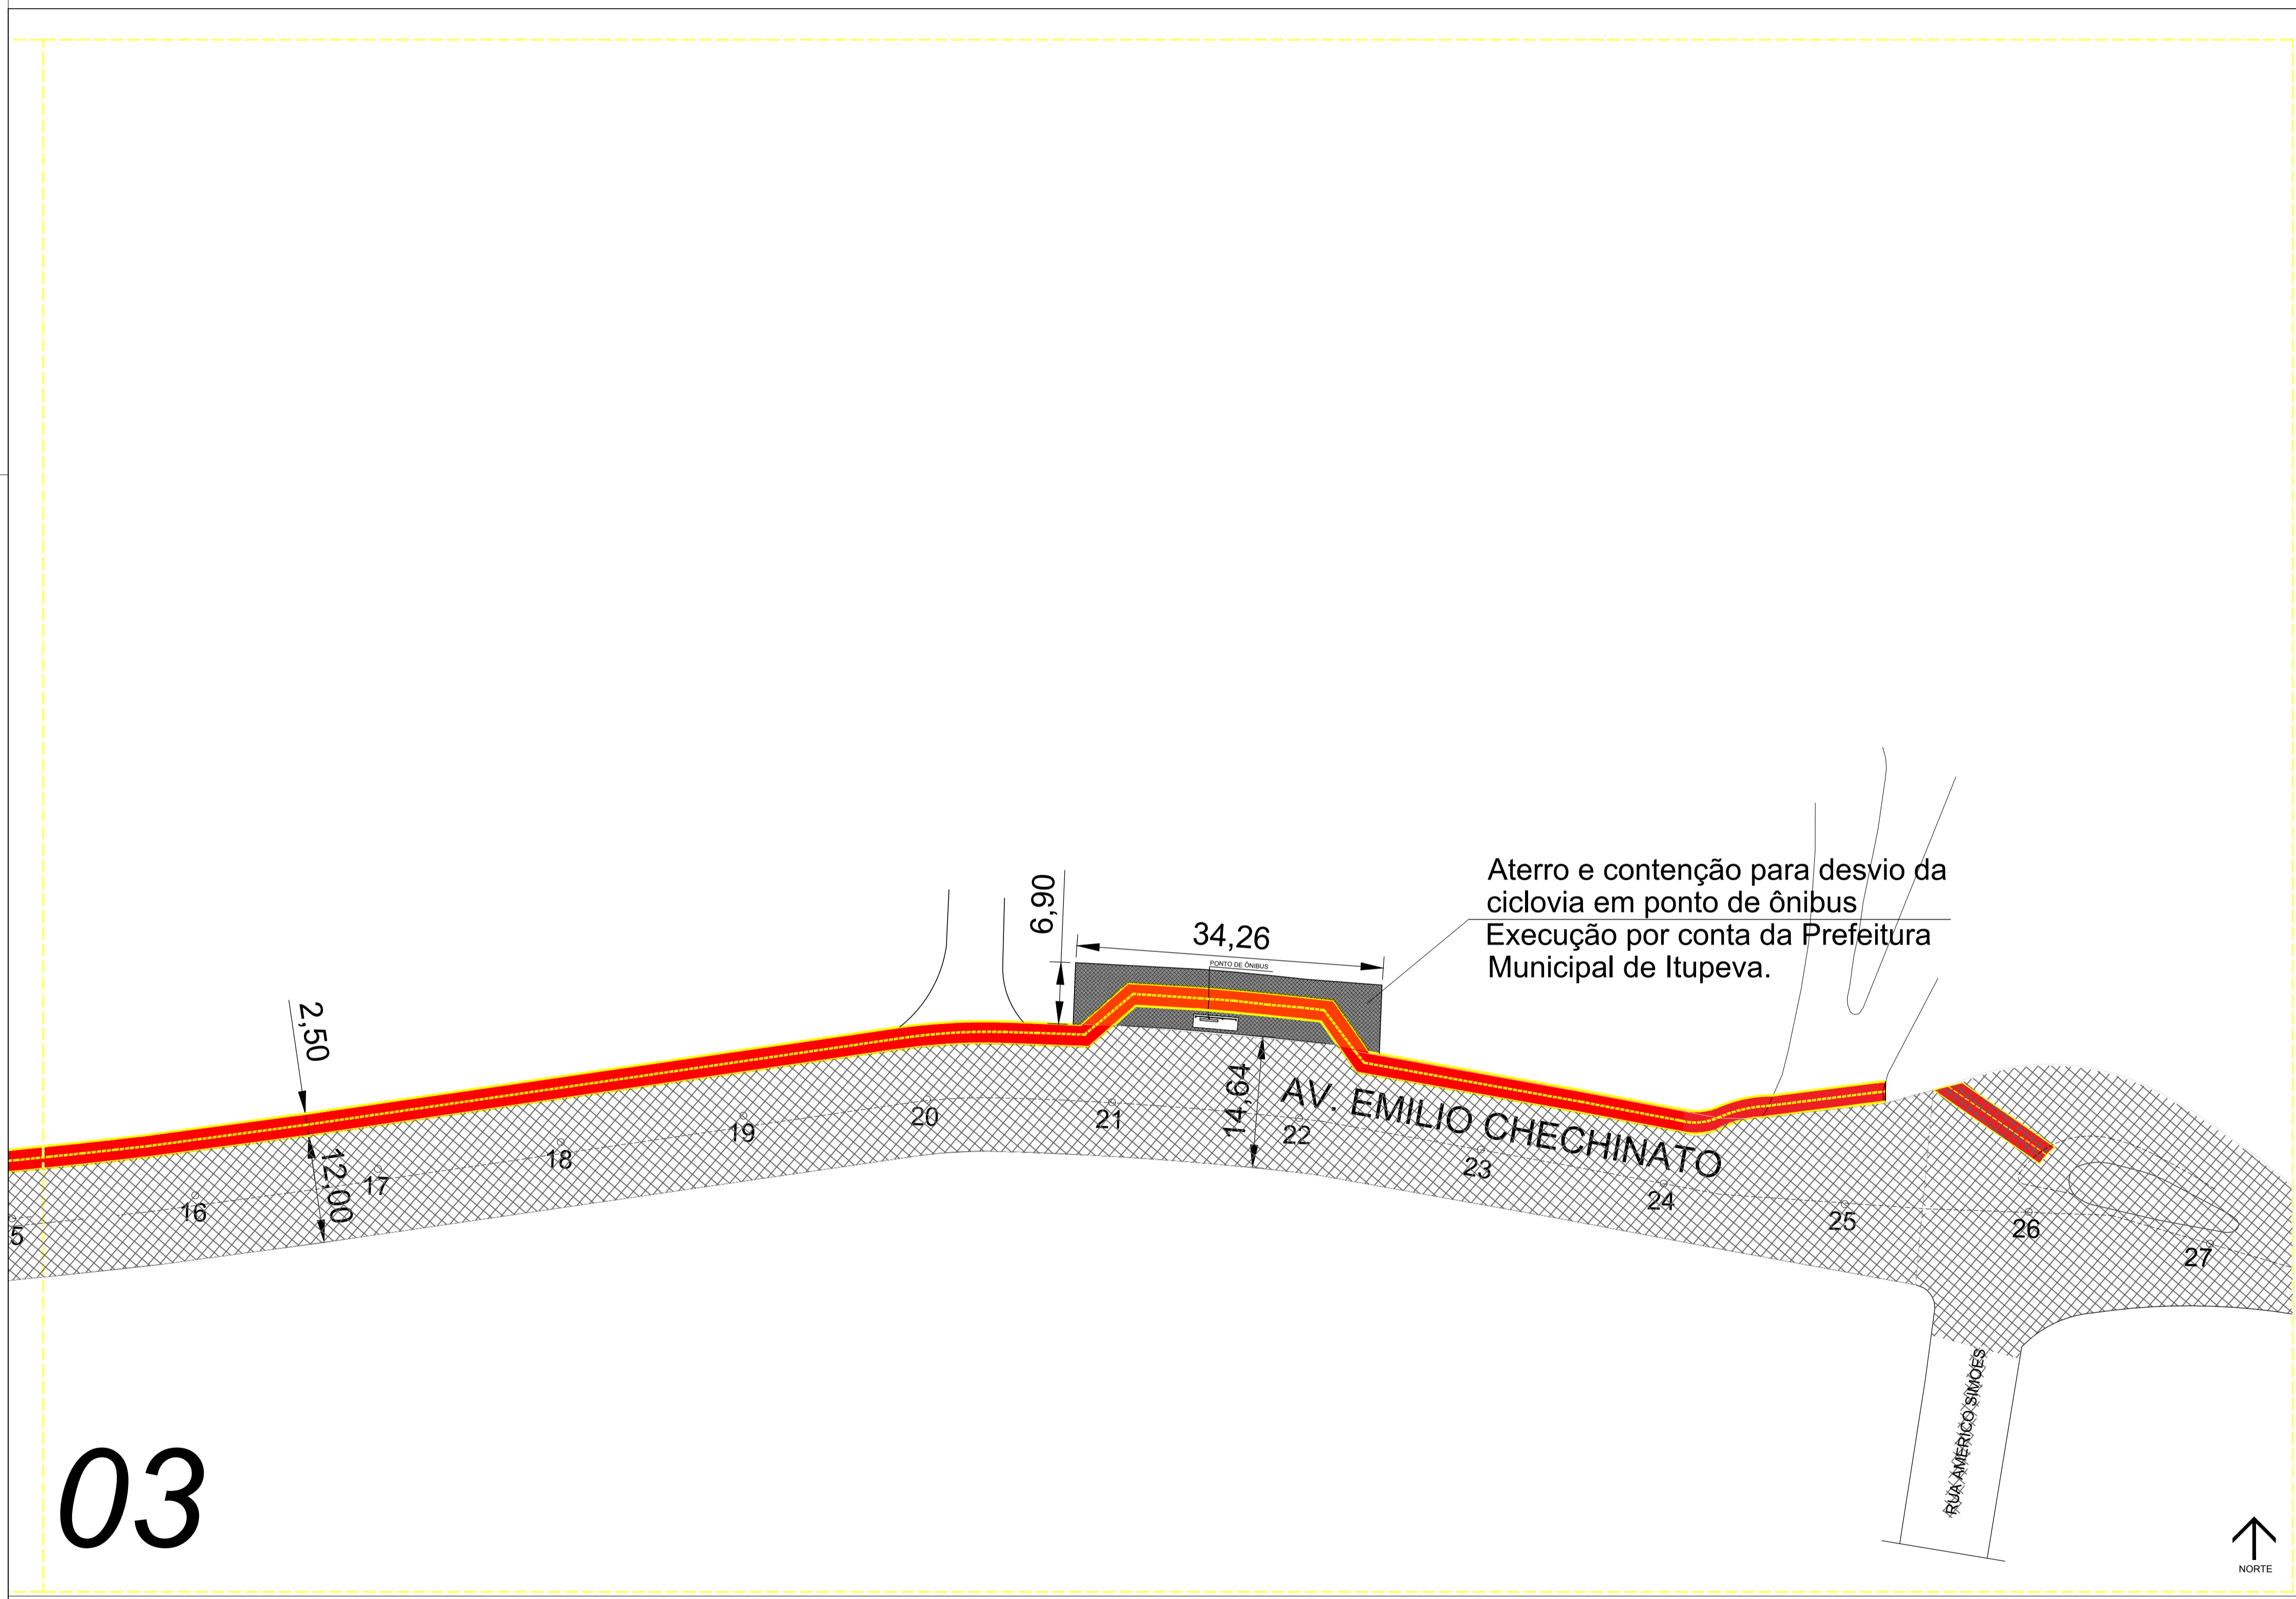 Aterro e contenção para desvio da
ciclovia em ponto de ônibus
Execução por conta da Prefeitura
Municipal de Itupeva.
6,90
34,26
PONTO DE ÔNIBUS
2,50
12,00
14,64
AV. EMILIO CHECHINATO
5
16
17
18
19
20
21
22
23
24
25
26
27
RUA AMERICO SIMÕES
03
NORTE